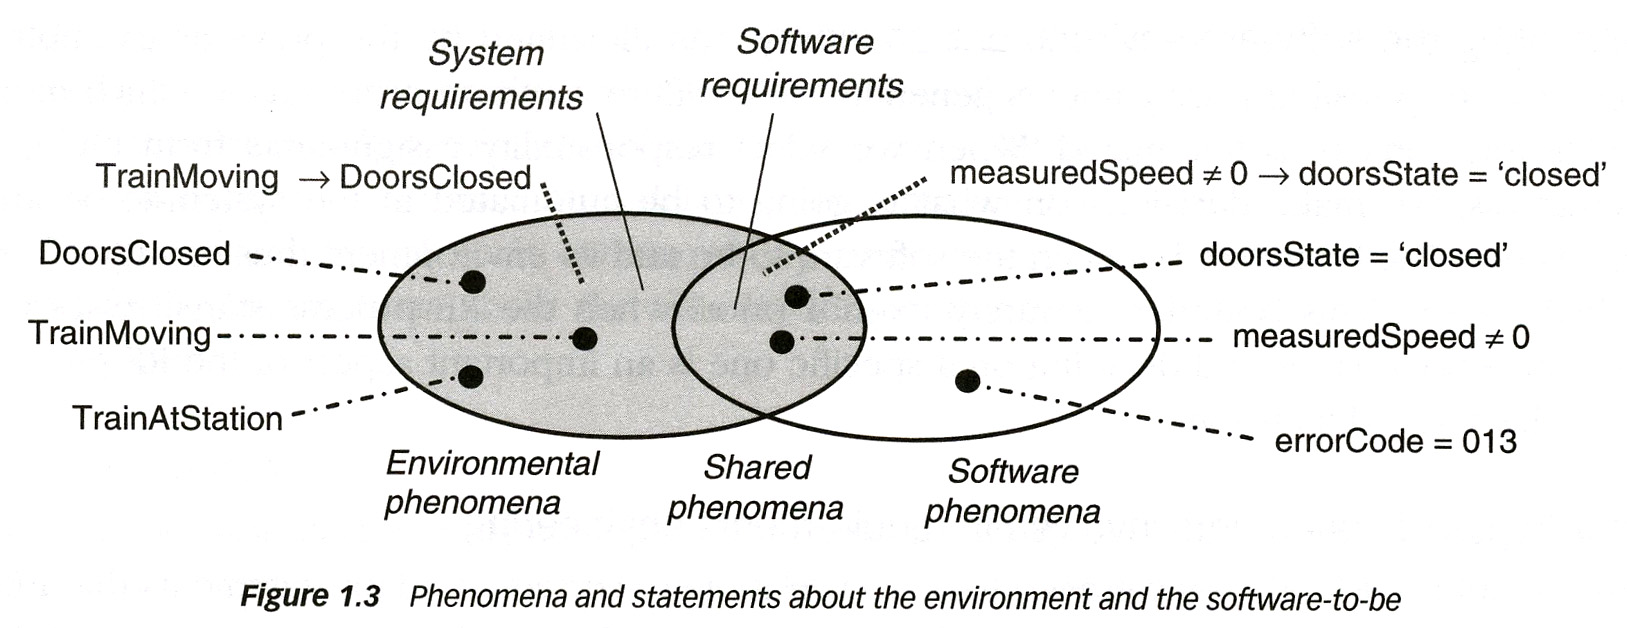 System
requirements
Software
requirements
TrainMoving → DoorsClosed
measuredSpeed ≠ 0 → doorsState = ‘closed’
DoorsClosed
doorsState = ‘closed’
TrainMoving
measuredSpeed ≠ 0
TrainAtStation
errorCode = 013
Environmental
phenomena
Shared
phenomena
Software
phenomena
Figure 1.3 Phenomena and statements about the environment and the software-to-be